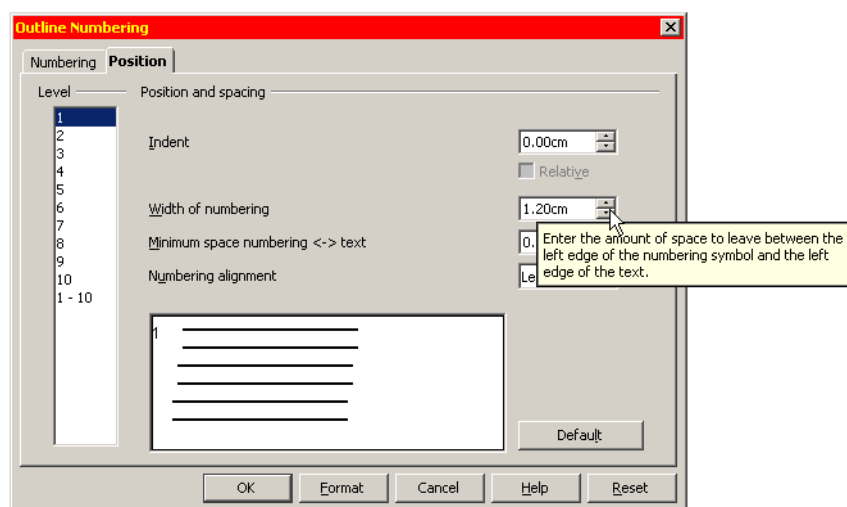 Outline Numbering
Numbering Position
Level Position and spacing
1
2
3
4
5
6
7
8
9
10
1 - 10
Indent 0.00cm
Relative
Width of numbering 1.20cm
Minimum space numbering <-> text 0.
Numbering alignment Le
Enter the amount of space to leave between the
left edge of the numbering symbol and the left
edge of the text.
1
Default
OK Format Cancel Help Reset